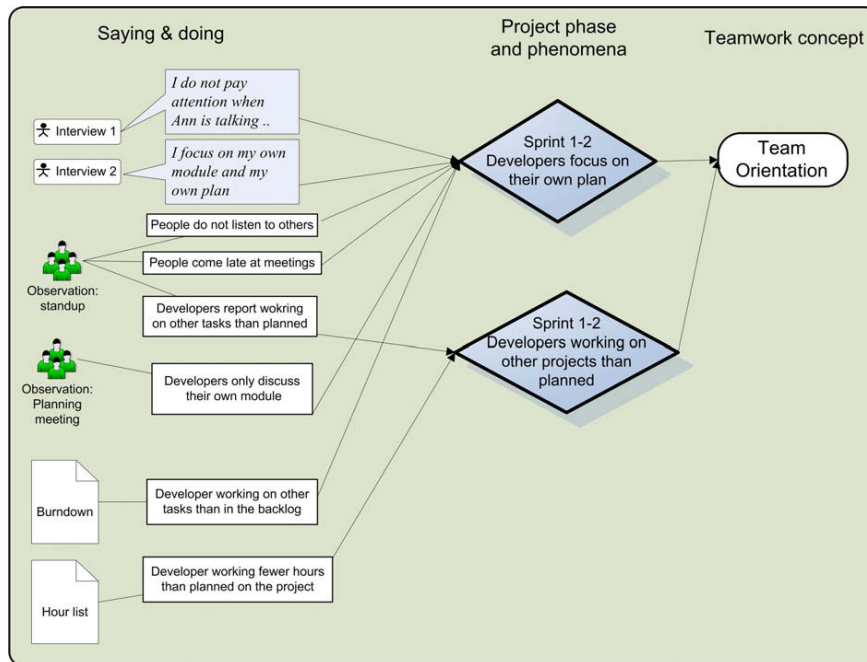 Saying & doing
Project phase
and phenomena
Teamwork concept
Interview 1
I do not pay
attention when
Ann is talking ..
Interview 2
I focus on my own
module and my
own plan
People do not listen to others
People come late at meetings
Observation:
standup
Developers report wokring
on other tasks than planned
Observation:
Planning
meeting
Developers only discuss
their own module
Burndown
Developer working on other
tasks than in the backlog
Hour list
Developer working fewer hours
than planned on the project
Sprint 1-2
Developers focus on
their own plan
Sprint 1-2
Developers working on
other projects than
planned
Team
Orientation